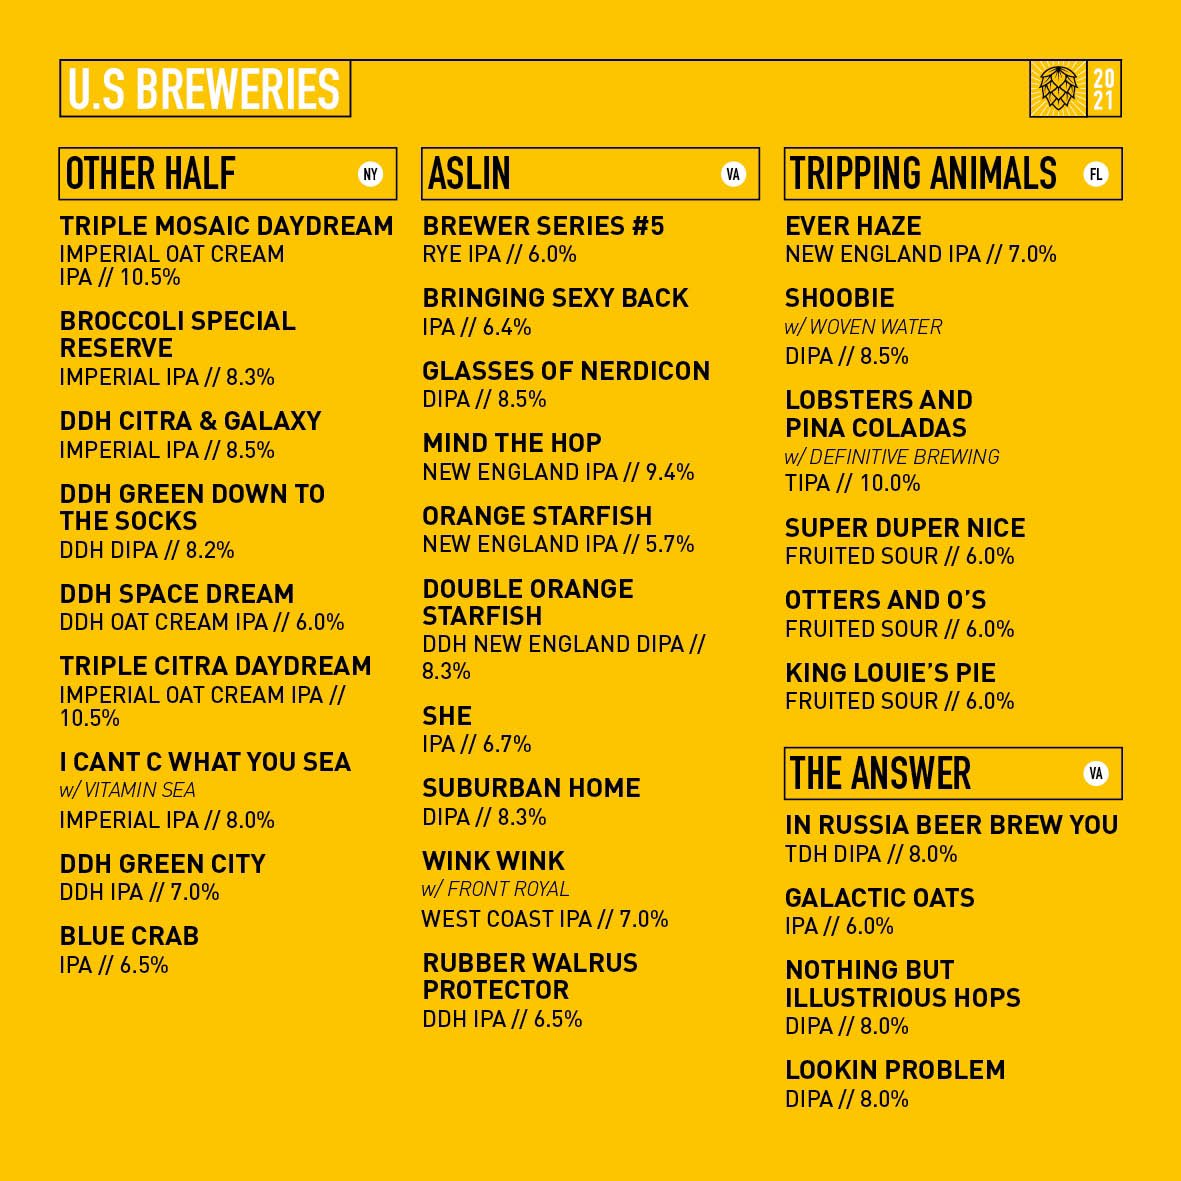 U.S BREWERIES
20
21
OTHER HALF NY
TRIPLE MOSAIC DAYDREAM
IMPERIAL OAT CREAM
IPA // 10.5%
BROCCOLI SPECIAL
RESERVE
IMPERIAL IPA // 8.3%
DDH CITRA & GALAXY
IMPERIAL IPA // 8.5%
DDH GREEN DOWN TO
THE SOCKS
DDH DIPA // 8.2%
DDH SPACE DREAM
DDH OAT CREAM IPA // 6.0%
TRIPLE CITRA DAYDREAM
IMPERIAL OAT CREAM IPA //
10.5%
I CANT C WHAT YOU SEA
w/ VITAMIN SEA
IMPERIAL IPA // 8.0%
DDH GREEN CITY
DDH IPA // 7.0%
BLUE CRAB
IPA // 6.5%
ASLIN VA
BREWER SERIES #5
RYE IPA // 6.0%
BRINGING SEXY BACK
IPA // 6.4%
GLASSES OF NERDICON
DIPA // 8.5%
MIND THE HOP
NEW ENGLAND IPA // 9.4%
ORANGE STARFISH
NEW ENGLAND IPA // 5.7%
DOUBLE ORANGE
STARFISH
DDH NEW ENGLAND DIPA //
8.3%
SHE
IPA // 6.7%
SUBURBAN HOME
DIPA // 8.3%
WINK WINK
w/ FRONT ROYAL
WEST COAST IPA // 7.0%
RUBBER WALRUS
PROTECTOR
DDH IPA // 6.5%
TRIPPING ANIMALS FL
EVER HAZE
NEW ENGLAND IPA // 7.0%
SHOOBIE
w/ WOVEN WATER
DIPA // 8.5%
LOBSTERS AND
PINA COLADAS
w/ DEFINITIVE BREWING
TIPA // 10.0%
SUPER DUPER NICE
FRUITED SOUR // 6.0%
OTTERS AND O'S
FRUITED SOUR // 6.0%
KING LOUIE'S PIE
FRUITED SOUR // 6.0%
THE ANSWER VA
IN RUSSIA BEER BREW YOU
TDH DIPA // 8.0%
GALACTIC OATS
IPA // 6.0%
NOTHING BUT
ILLUSTRIOUS HOPS
DIPA // 8.0%
LOOKIN PROBLEM
DIPA // 8.0%